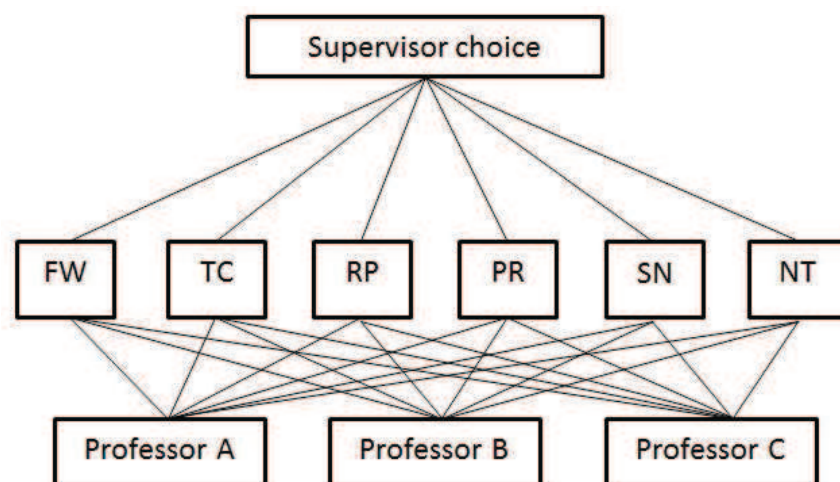 Supervisor choice
FW TC RP PR SN NT
Professor A Professor B Professor C